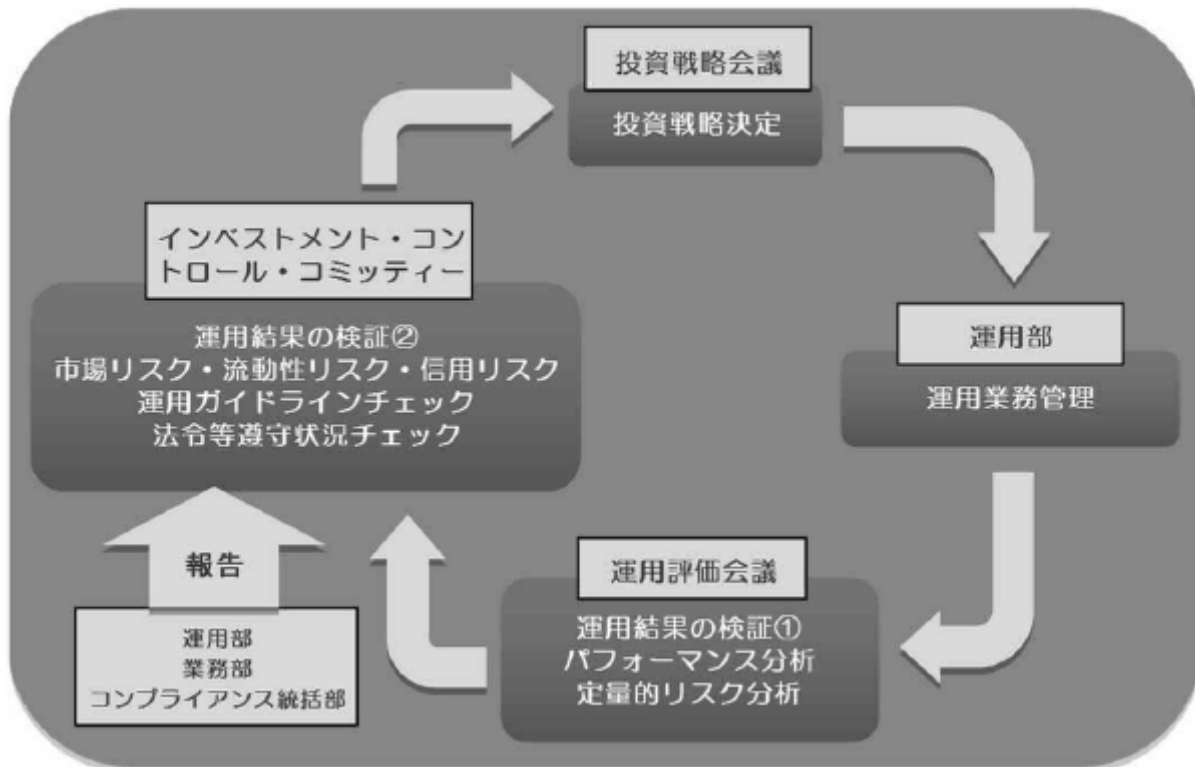 投資戦略会議
投資戦略決定
インベストメント・コン
トロール・コミッティー
運用結果の検証②
市場リスク・流動性リスク・信用リスク
運用ガイドラインチェック
法令等遵守状況チェック
運用部
運用業務管理
報告
運用部
業務部
コンプライアンス統括部
運用評価会議
運用結果の検証①
パフォーマンス分析
定量的リスク分析